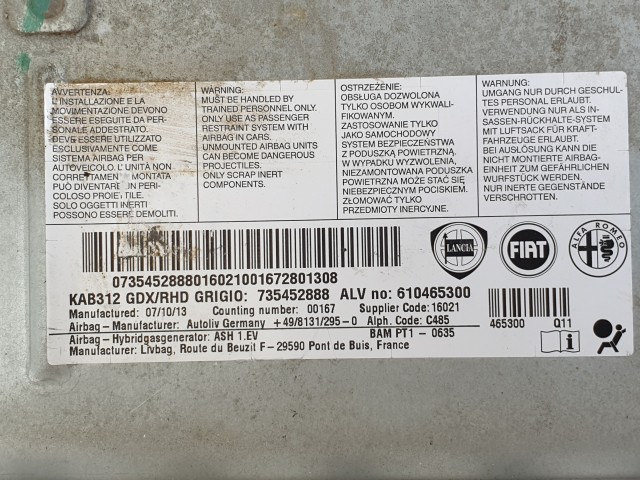 AVVERTENZA:
L'INSTALLAZIONE E LA
MOVIMENTAZIONE DEVONO
ESSERE ESEGUITE DA PER-
SONALE ADDESTRATO.
DEVE ESSERE UTILIZZATO
ESCLUSIVAMENTE COME
SISTEMA AIRBAG PER
AUTOVEICOLO. L'UNITÀ NON
CORRETTAMENTE MONTATA
PUÒ DIVENTARE UN PERI-
COLOSO PROIETTILE.
SOLO OGGETTI INERTI
POSSONO ESSERE DEMOLITI.
WARNING:
MUST BE HANDLED BY
TRAINED PERSONNEL ONLY.
ONLY USE AS PASSENGER
RESTRAINT SYSTEM WITH
AIRBAG IN CARS.
UNMOUNTED AIRBAG UNITS
CAN BECOME DANGEROUS
PROJECTILES.
ONLY SCRAP INERT
COMPONENTS.
OSTRZEŻENIE:
OBSŁUGA DOZWOLONA
TYLKO OSOBOM WYKWALI-
FIKOWANYM.
ZASTOSOWANIE TYLKO
JAKO SAMOCHODOWY
SYSTEM BEZPIECZEŃSTWA
Z PODUSZKĄ POWIETRZNĄ.
W WYPADKU WYZWOLENIA,
NIEZAMONTOWANA PODUSZKA
POWIETRZNA MOŻE STAĆ SIĘ
NIEBEZPIECZNYM POCISKIEM.
ZŁOMOWAĆ TYLKO
PRZEDMIOTY INERCYJNE.
WARNUNG:
UMGANG NUR DURCH GESCHUL-
TES PERSONAL ERLAUBT.
VERWENDUNG NUR ALS IN-
SASSEN-RÜCKHALTE-SYSTEM
MIT LUFTSACK FÜR KRAFT-
FAHRZEUGE ERLAUBT.
BEI AUSLÖSUNG KANN DIE
NICHT MONTIERTE AIRBAG-
EINHEIT ZUM GEFÄHRLICHEN
WURFSTÜCK WERDEN.
NUR INERTE GEGENSTÄNDE
VERSCHROTTEN.
LANCIA
FIAT
ALFA ROMEO
07354528880160210016728​01308
KAB312 GDX/RHD GRIGIO: 735452888 ALV no: 610465300
Manufactured: 07/10/13 Counting number: 00167 Supplier Code: 16021
Airbag - Manufacturer: Autoliv Germany +49/8131/295-0 Alph. Code: C485
Airbag - Hybridgasgenerator: ASH 1.EV BAM PT1 - 0635
Manufacturer: Livbag, Route du Beuzit F - 29590 Pont de Buis, France
465300 Q11
i